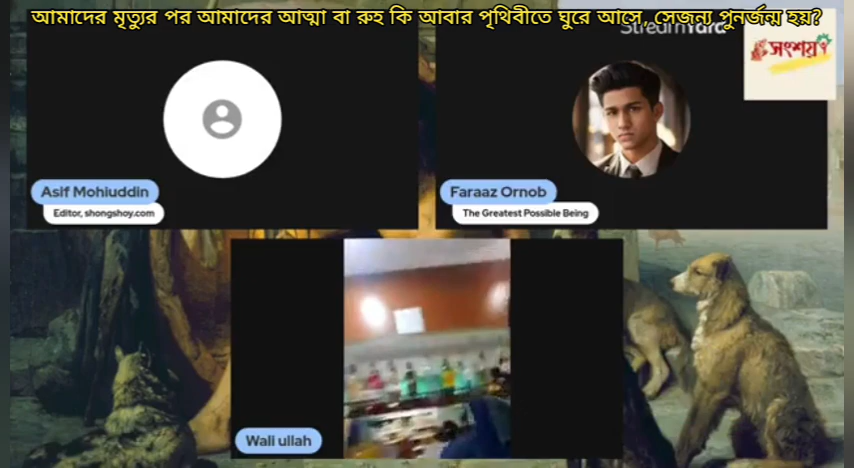 আমাদের মৃত্যুর পর আমাদের আত্মা বা রুহ কি আবার পৃথিবীতে ঘুরে আসে, সেজন্য পুনর্জন্ম হয়?
StreamYard
সংশয়
Asif Mohiuddin
Editor, shongshoy.com
Faraaz Ornob
The Greatest Possible Being
Wali ullah